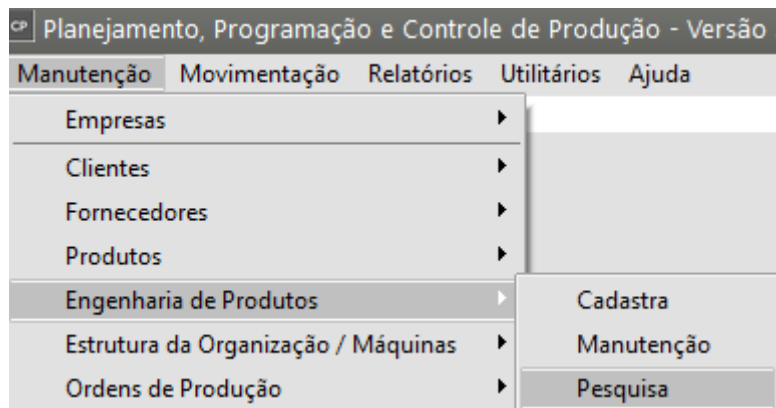 CP Planejamento, Programação e Controle de Produção - Versão
Manutenção Movimentação Relatórios Utilitários Ajuda
Empresas
Clientes
Fornecedores
Produtos
Engenharia de Produtos
Estrutura da Organização / Máquinas
Ordens de Produção
Cadastra
Manutenção
Pesquisa